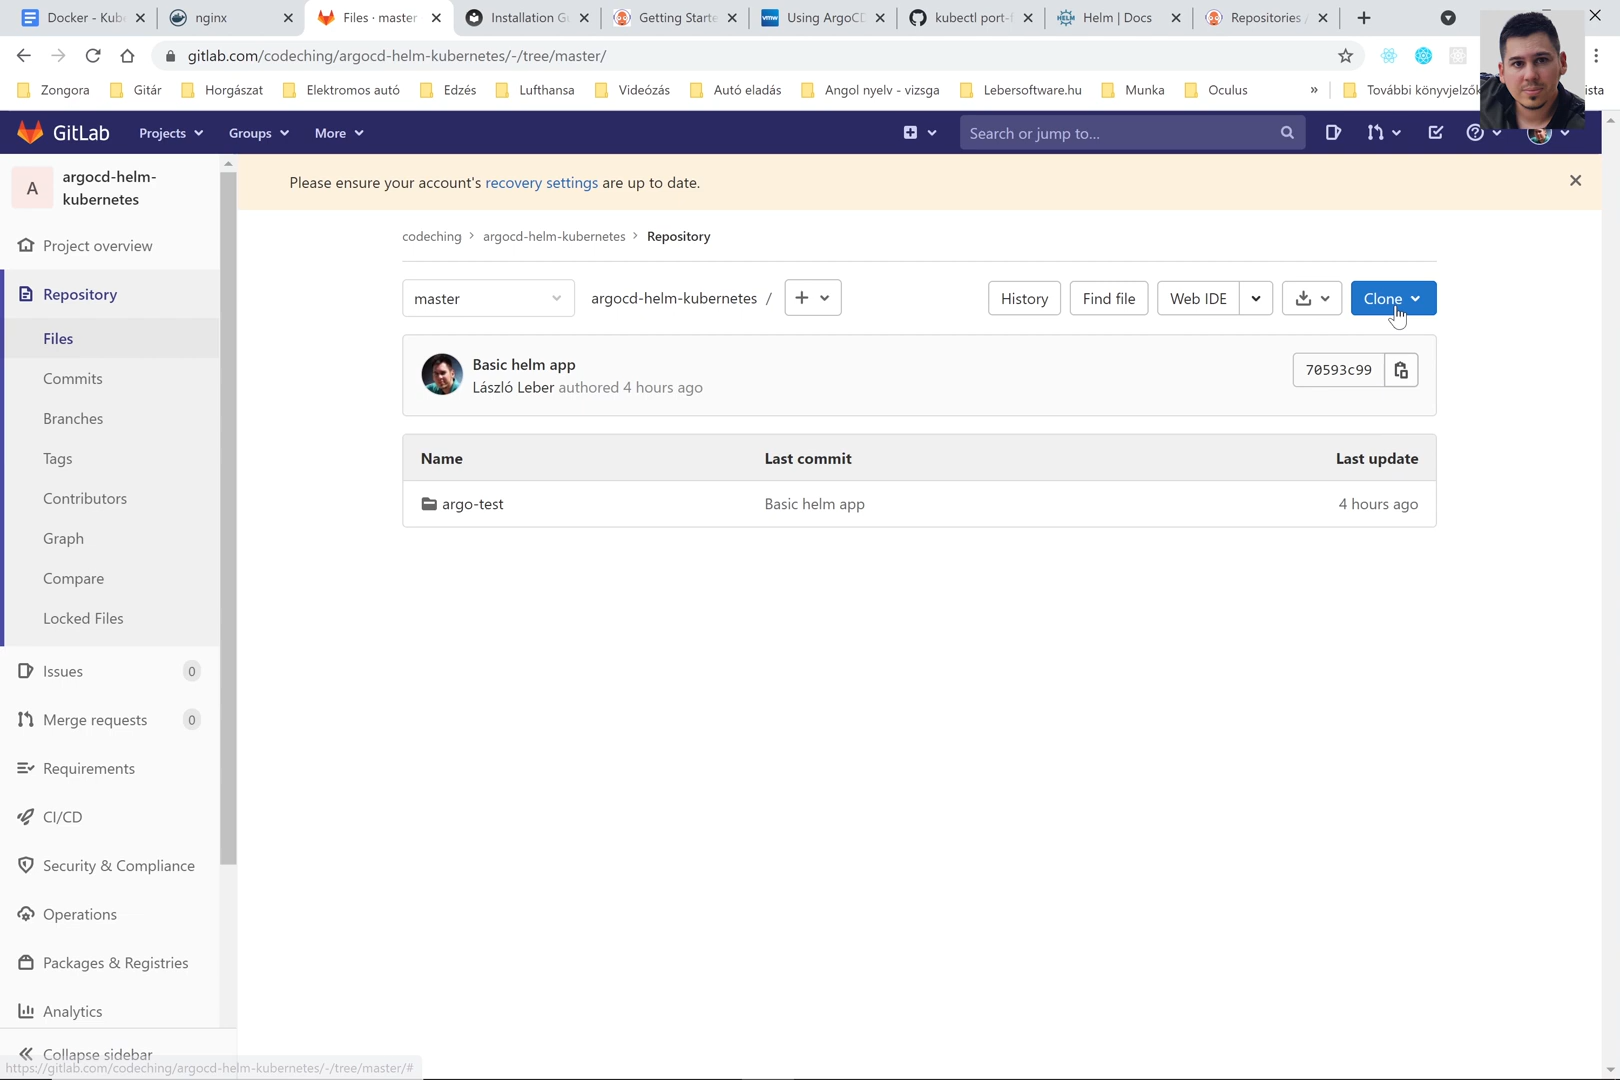 Docker - Kub
nginx
Files · master
Installation Gu
Getting Starte
vmw
Using ArgoCD
kubectl port-f
HELM
Helm | Docs
Repositories /
gitlab.com/codeching/argocd-helm-kubernetes/-/tree/master/
Zongora
Gitár
Horgászat
Elektromos autó
Edzés
Lufthansa
Videózás
Autó eladás
Angol nyelv - vizsga
Lebersoftware.hu
Munka
Oculus
»
További könyvjelzők
ista
GitLab
Projects
Groups
More
Search or jump to...
A
argocd-helm-
kubernetes
Project overview
Repository
Files
Commits
Branches
Tags
Contributors
Graph
Compare
Locked Files
Issues
0
Merge requests
0
Requirements
CI/CD
Security & Compliance
Operations
Packages & Registries
Analytics
Collapse sidebar
https://gitlab.com/codeching/argocd-helm-kubernetes/-/tree/master/#
Please ensure your account's recovery settings are up to date.
codeching > argocd-helm-kubernetes > Repository
master
argocd-helm-kubernetes /
+
History
Find file
Web IDE
Clone
Basic helm app
László Leber authored 4 hours ago
70593c99
Name
Last commit
Last update
argo-test
Basic helm app
4 hours ago